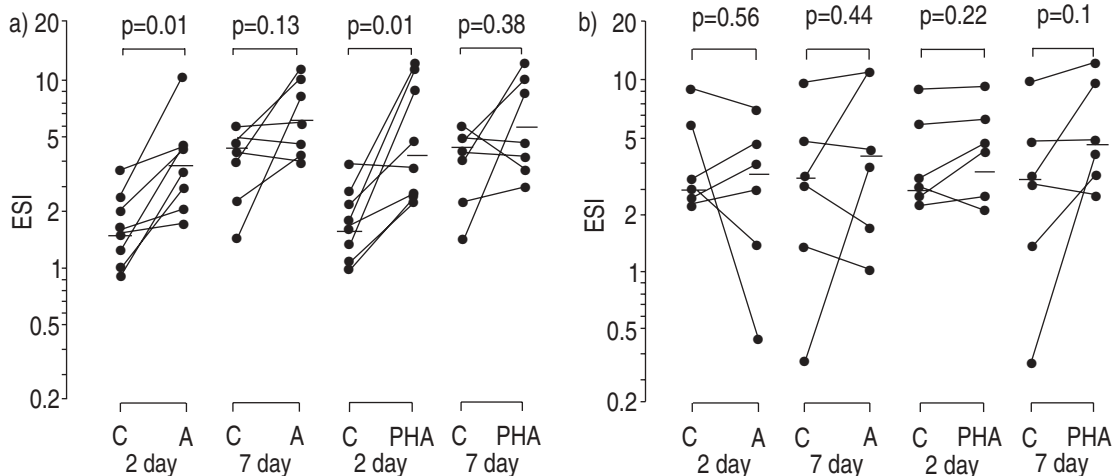 a) 20 p=0.01 p=0.13 p=0.01 p=0.38
10
5
2
1
0.5
0.2
ESI
C A C A C PHA C PHA
2 day 7 day 2 day 7 day
b) 20 p=0.56 p=0.44 p=0.22 p=0.1
10
5
2
1
0.5
0.2
ESI
C A C A C PHA C PHA
2 day 7 day 2 day 7 day